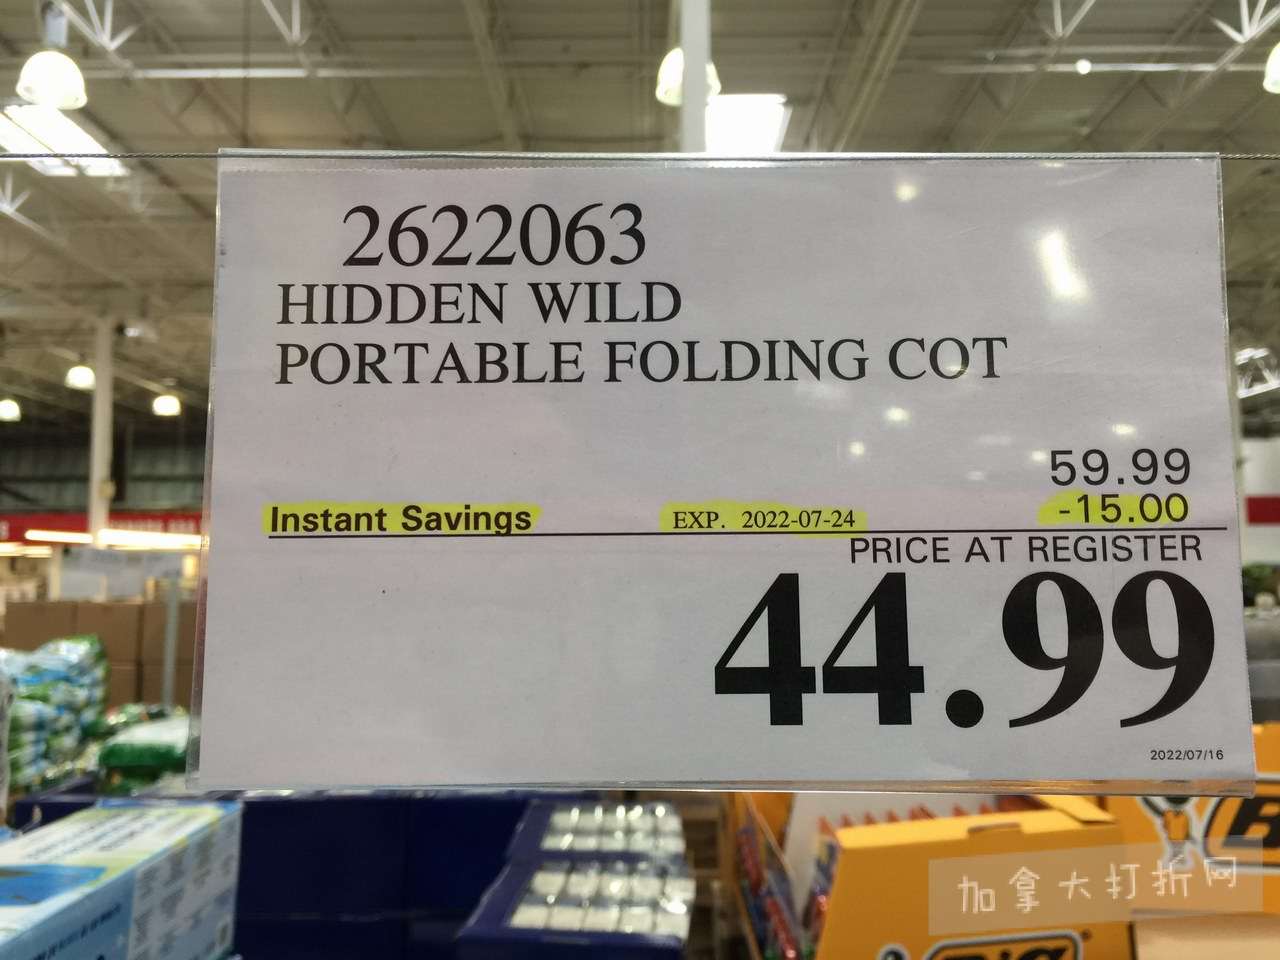 2622063
HIDDEN WILD
PORTABLE FOLDING COT
59.99
Instant Savings EXP. 2022-07-24 -15.00
PRICE AT REGISTER
44.99
2022/07/16
加拿大打折网
BIG